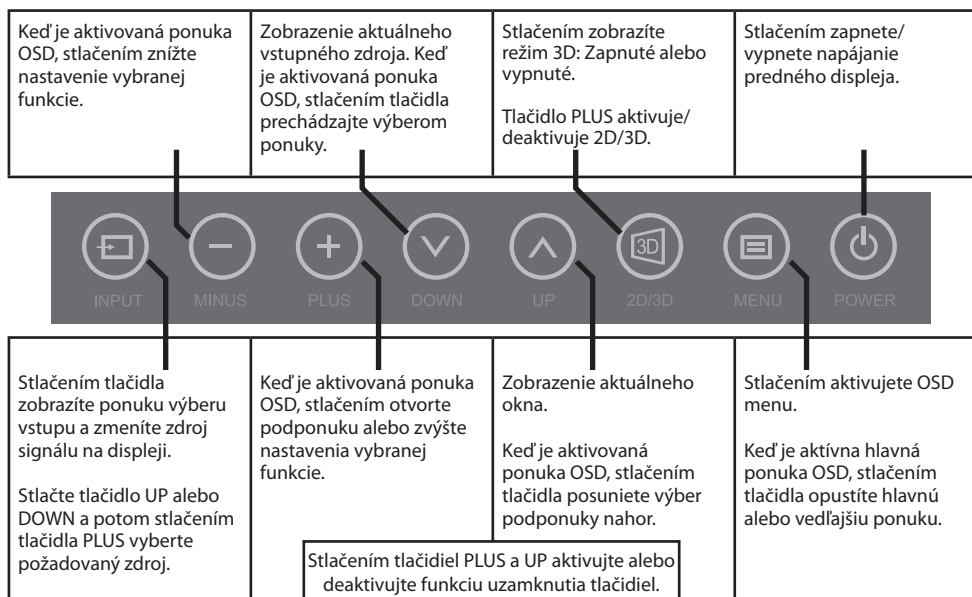 Keď je aktivovaná ponuka
OSD, stlačením znížte
nastavenie vybranej
funkcie.
Zobrazenie aktuálneho
vstupného zdroja. Keď
je aktivovaná ponuka
OSD, stlačením tlačidla
prechádzajte výberom
ponuky.
Stlačením zobrazíte
režim 3D: Zapnuté alebo
vypnuté.
Tlačidlo PLUS aktivuje/
deaktivuje 2D/3D.
Stlačením zapnete/
vypnete napájanie
predného displeja.
3D
INPUT MINUS PLUS DOWN UP 2D/3D MENU POWER
Stlačením tlačidla
zobrazíte ponuku výberu
vstupu a zmeníte zdroj
signálu na displeji.
Stlačte tlačidlo UP alebo
DOWN a potom stlačením
tlačidla PLUS vyberte
požadovaný zdroj.
Keď je aktivovaná ponuka
OSD, stlačením otvorte
podponuku alebo zvýšte
nastavenia vybranej
funkcie.
Zobrazenie aktuálneho
okna.
Keď je aktivovaná
ponuka OSD, stlačením
tlačidla posuniete výber
podponuky nahor.
Stlačením aktivujete OSD
menu.
Keď je aktívna hlavná
ponuka OSD, stlačením
tlačidla opustíte hlavnú
alebo vedľajšiu ponuku.
Stlačením tlačidiel PLUS a UP aktivujte alebo
deaktivujte funkciu uzamknutia tlačidiel.